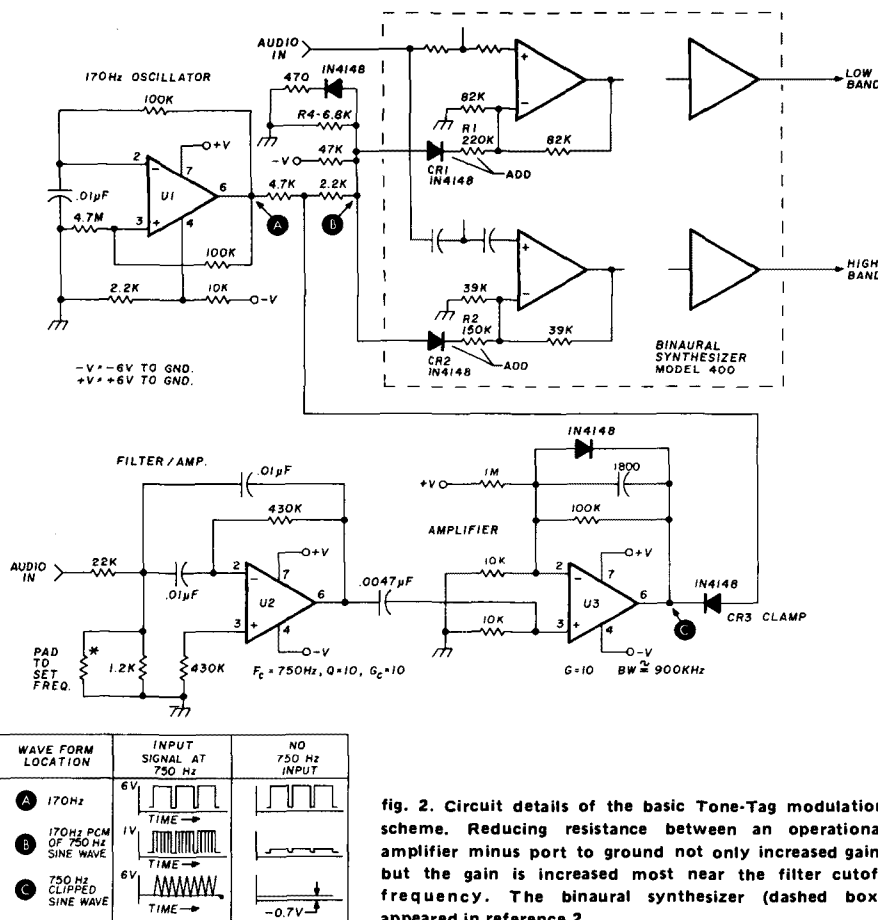 AUDIO IN
470
1N4148
170Hz OSCILLATOR
100K
R4-6.8K
82K
R1
220K
82K
LOW BAND
-V
47K
CR1
1N4148
ADD
2
-
+V
7
.01µF
U1
6
4.7K
2.2K
4.7M
3
+
4
A
B
100K
2.2K
10K
-V
+
-
39K
R2
150K
39K
CR2
1N4148
ADD
HIGH BAND
BINAURAL
SYNTHESIZER
MODEL 400
-V = -6V TO GND.
+V = +6V TO GND.
FILTER/AMP.
.01µF
430K
AUDIO IN
22K
.01µF
2
-
+V
7
U2
6
3
+
4
-V
PAD
TO
SET
FREQ.
*
1.2K
430K
FC = 750HZ, Q=10, GC=10
.0047µF
AMPLIFIER
1N4148
+V
1M
1800
100K
10K
2
-
+V
7
U3
6
10K
3
+
4
-V
C
1N4148
CR3 CLAMP
G=10 BW ≅ 900KHz
WAVE FORM LOCATION
INPUT SIGNAL AT 750 Hz
NO 750 Hz INPUT
A 170Hz
6V
TIME →
B 170Hz PCM OF 750 Hz SINE WAVE
1V
TIME →
C 750 Hz CLIPPED SINE WAVE
6V
TIME →
-0.7V
fig. 2. Circuit details of the basic Tone-Tag modulation
scheme. Reducing resistance between an operational
amplifier minus port to ground not only increased gain
but the gain is increased most near the filter cutoff
frequency. The binaural synthesizer (dashed box)
appeared in reference 2.